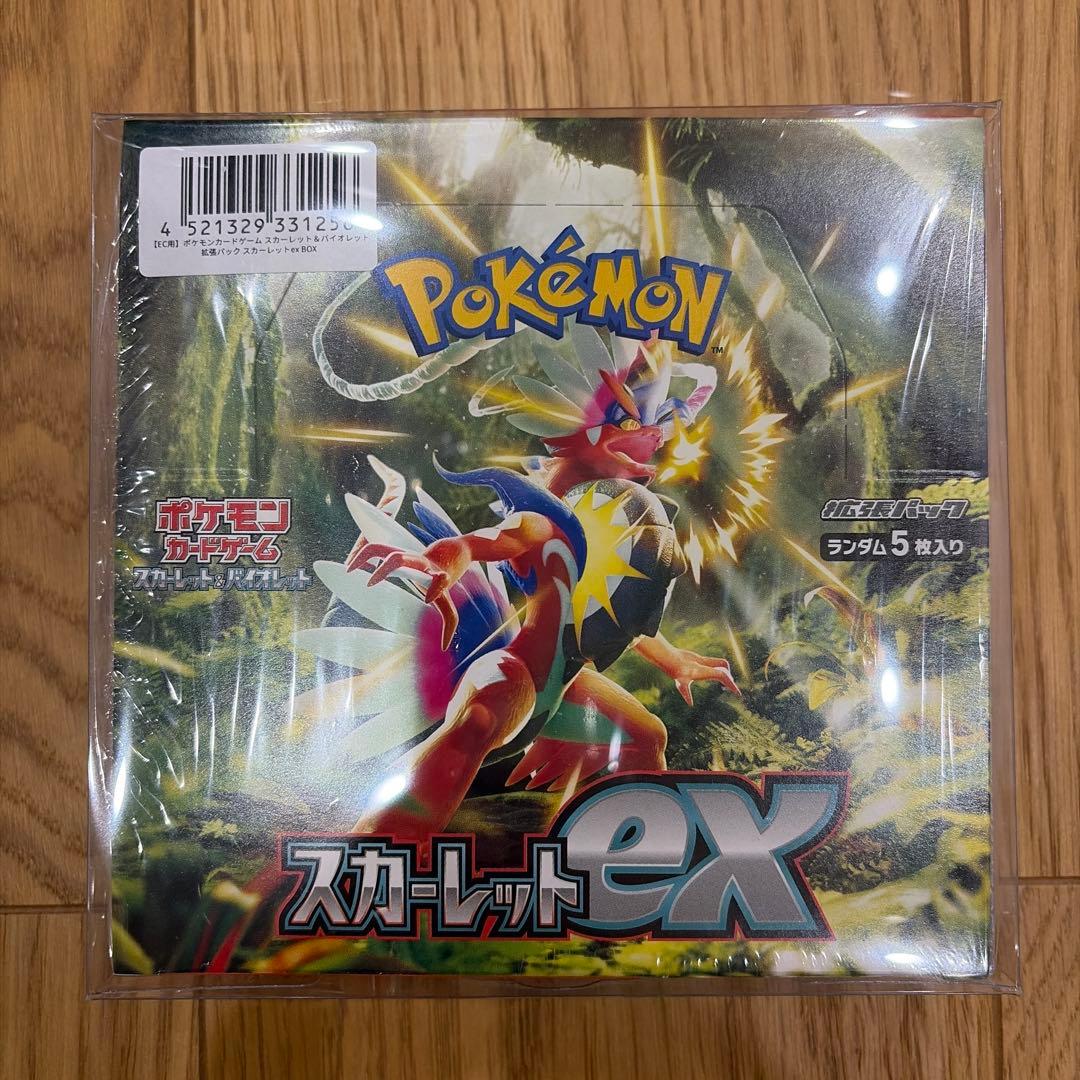 4 521329 33125
【EC用】ポケモンカードゲーム スカーレット＆バイオレット
拡張パック スカーレットex BOX
POKéMON
TM
ポケモン
カードゲーム
スカーレット&バイオレット
拡張パック
ランダム5枚入り
スカーレットex